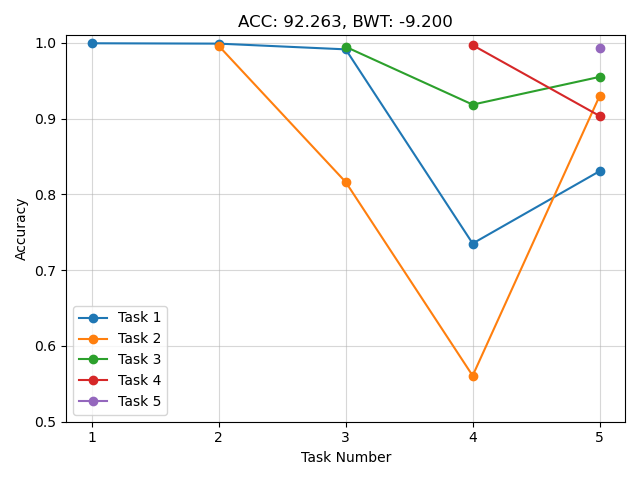 ACC: 92.263, BWT: -9.200
1.0
0.9
0.8
0.7
0.6
0.5
Accuracy
Task 1
Task 2
Task 3
Task 4
Task 5
1 2 3 4 5
Task Number